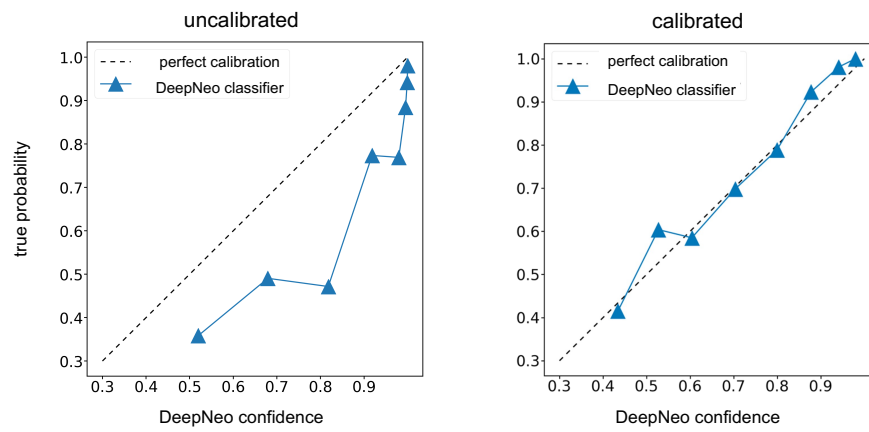 uncalibrated
perfect calibration
DeepNeo classifier
true probability
1.0
0.9
0.8
0.7
0.6
0.5
0.4
0.3
0.3 0.4 0.5 0.6 0.7 0.8 0.9
DeepNeo confidence
calibrated
perfect calibration
DeepNeo classifier
1.0
0.9
0.8
0.7
0.6
0.5
0.4
0.3
0.3 0.4 0.5 0.6 0.7 0.8 0.9
DeepNeo confidence